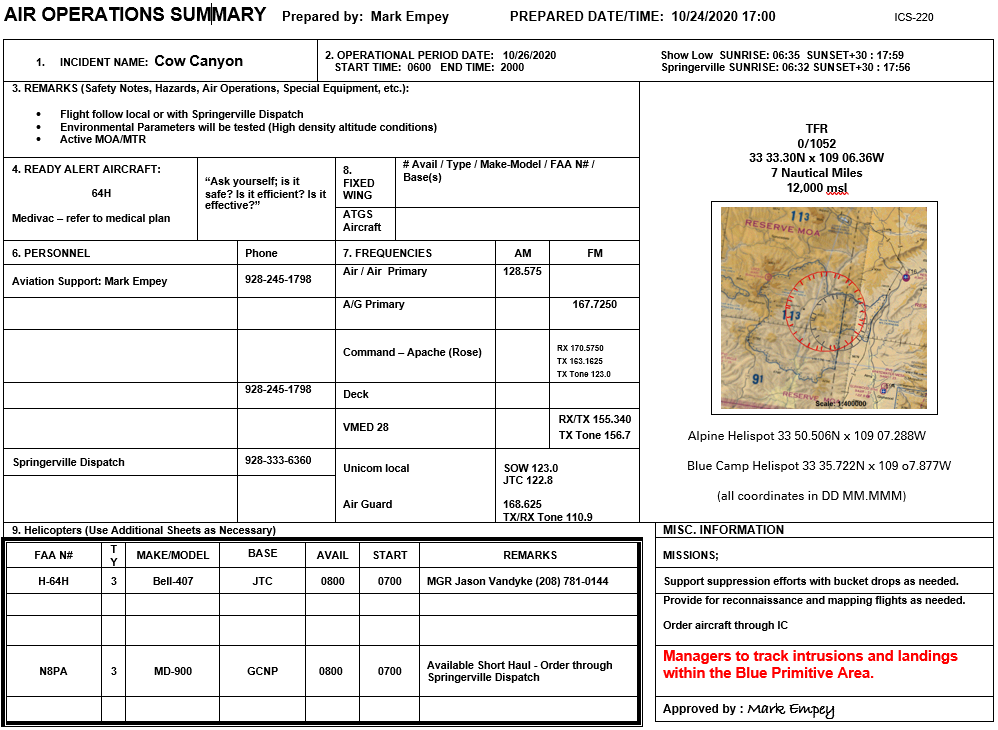 AIR OPERATIONS SUMMARY Prepared by: Mark Empey PREPARED DATE/TIME: 10/24/2020 17:00 ICS-220
1. INCIDENT NAME: Cow Canyon
2. OPERATIONAL PERIOD DATE: 10/26/2020
START TIME: 0600 END TIME: 2000
Show Low SUNRISE: 06:35 SUNSET+30 : 17:59
Springerville SUNRISE: 06:32 SUNSET+30 : 17:56
3. REMARKS (Safety Notes, Hazards, Air Operations, Special Equipment, etc.):
• Flight follow local or with Springerville Dispatch
• Environmental Parameters will be tested (High density altitude conditions)
• Active MOA/MTR
TFR
0/1052
33 33.30N x 109 06.36W
7 Nautical Miles
12,000 msl
4. READY ALERT AIRCRAFT:
64H
Medivac – refer to medical plan
“Ask yourself; is it
safe? Is it efficient? Is it
effective?”
8.
FIXED
WING
# Avail / Type / Make-Model / FAA N# /
Base(s)
ATGS
Aircraft
RESERVE MOA
113
113
91
RESERVE MOA
Scale: 1:400000
6. PERSONNEL Phone 7. FREQUENCIES AM FM
Aviation Support: Mark Empey 928-245-1798 Air / Air Primary 128.575
A/G Primary 167.7250
Command – Apache (Rose)
RX 170.5750
TX 163.1625
TX Tone 123.0
928-245-1798 Deck
VMED 28
RX/TX 155.340
TX Tone 156.7
Springerville Dispatch 928-333-6360
Unicom local
SOW 123.0
JTC 122.8
Air Guard
168.625
TX/RX Tone 110.9
Alpine Helispot 33 50.506N x 109 07.288W
Blue Camp Helispot 33 35.722N x 109 o7.877W
(all coordinates in DD MM.MMM)
9. Helicopters (Use Additional Sheets as Necessary)
FAA N# TY MAKE/MODEL BASE AVAIL START REMARKS
H-64H 3 Bell-407 JTC 0800 0700 MGR Jason Vandyke (208) 781-0144
N8PA 3 MD-900 GCNP 0800 0700 Available Short Haul - Order through
Springerville Dispatch
MISC. INFORMATION
MISSIONS;
Support suppression efforts with bucket drops as needed.
Provide for reconnaissance and mapping flights as needed.
Order aircraft through IC
Managers to track intrusions and landings
within the Blue Primitive Area.
Approved by : Mark Empey